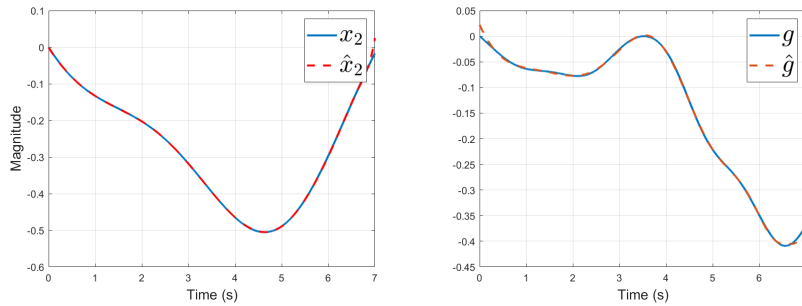 0.1
0
-0.1
-0.2
-0.3
-0.4
-0.5
-0.6
Magnitude
0 1 2 3 4 5 6 7
Time (s)
x₂
x̂₂
0.05
0
-0.05
-0.1
-0.15
-0.2
-0.25
-0.3
-0.35
-0.4
-0.45
0 1 2 3 4 5 6
Time (s)
g
ĝ